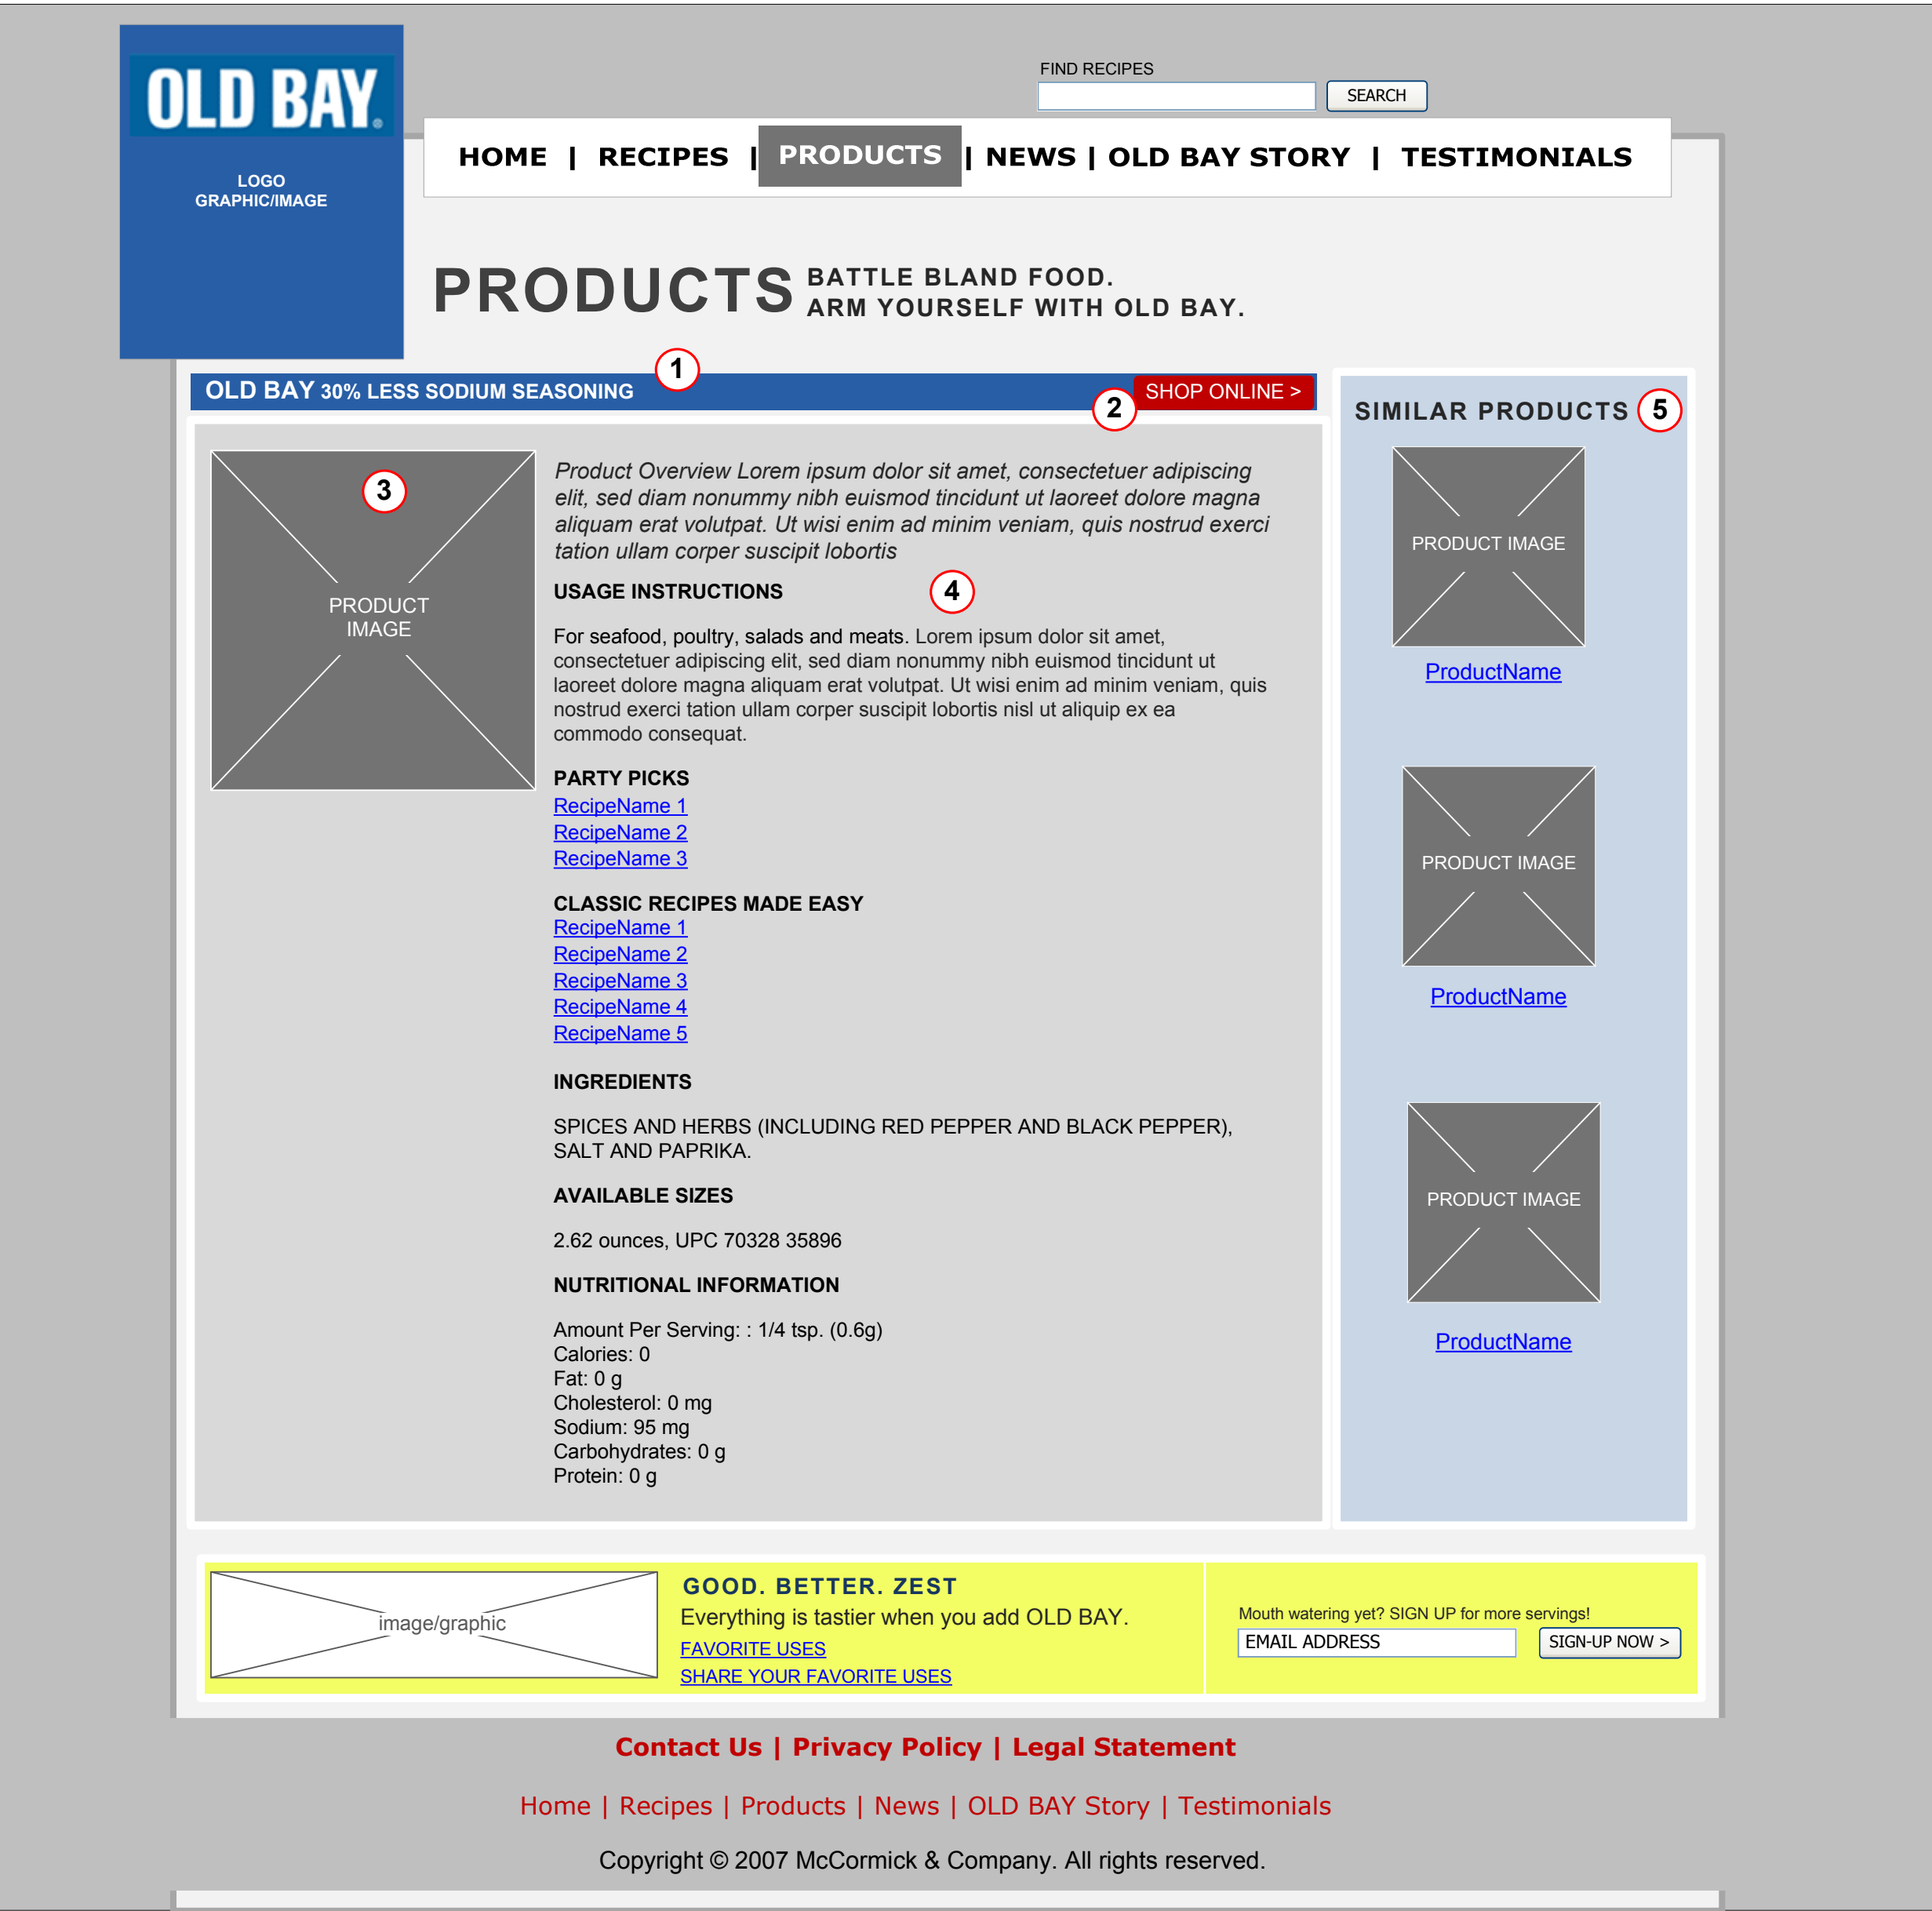 OLD BAY®
LOGO
GRAPHIC/IMAGE
FIND RECIPES
SEARCH
HOME | RECIPES | PRODUCTS | NEWS | OLD BAY STORY | TESTIMONIALS
PRODUCTS
BATTLE BLAND FOOD.
ARM YOURSELF WITH OLD BAY.
1
OLD BAY 30% LESS SODIUM SEASONING
2
SHOP ONLINE >
3
PRODUCT
IMAGE
Product Overview Lorem ipsum dolor sit amet, consectetuer adipiscing
elit, sed diam nonummy nibh euismod tincidunt ut laoreet dolore magna
aliquam erat volutpat. Ut wisi enim ad minim veniam, quis nostrud exerci
tation ullam corper suscipit lobortis
USAGE INSTRUCTIONS
4
For seafood, poultry, salads and meats. Lorem ipsum dolor sit amet,
consectetuer adipiscing elit, sed diam nonummy nibh euismod tincidunt ut
laoreet dolore magna aliquam erat volutpat. Ut wisi enim ad minim veniam, quis
nostrud exerci tation ullam corper suscipit lobortis nisl ut aliquip ex ea
commodo consequat.
PARTY PICKS
RecipeName 1
RecipeName 2
RecipeName 3
CLASSIC RECIPES MADE EASY
RecipeName 1
RecipeName 2
RecipeName 3
RecipeName 4
RecipeName 5
INGREDIENTS
SPICES AND HERBS (INCLUDING RED PEPPER AND BLACK PEPPER),
SALT AND PAPRIKA.
AVAILABLE SIZES
2.62 ounces, UPC 70328 35896
NUTRITIONAL INFORMATION
Amount Per Serving: : 1/4 tsp. (0.6g)
Calories: 0
Fat: 0 g
Cholesterol: 0 mg
Sodium: 95 mg
Carbohydrates: 0 g
Protein: 0 g
SIMILAR PRODUCTS
5
PRODUCT IMAGE
ProductName
PRODUCT IMAGE
ProductName
PRODUCT IMAGE
ProductName
image/graphic
GOOD. BETTER. ZEST
Everything is tastier when you add OLD BAY.
FAVORITE USES
SHARE YOUR FAVORITE USES
Mouth watering yet? SIGN UP for more servings!
EMAIL ADDRESS
SIGN-UP NOW >
Contact Us | Privacy Policy | Legal Statement
Home | Recipes | Products | News | OLD BAY Story | Testimonials
Copyright © 2007 McCormick & Company. All rights reserved.